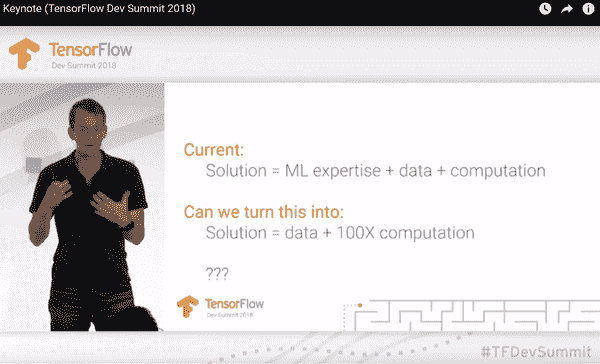 Keynote (TensorFlow Dev Summit 2018)
TensorFlow
Dev Summit 2018
Current:
Solution = ML expertise + data + computation
Can we turn this into:
Solution = data + 100X computation
???
TensorFlow
Dev Summit 2018
#TFDevSummit